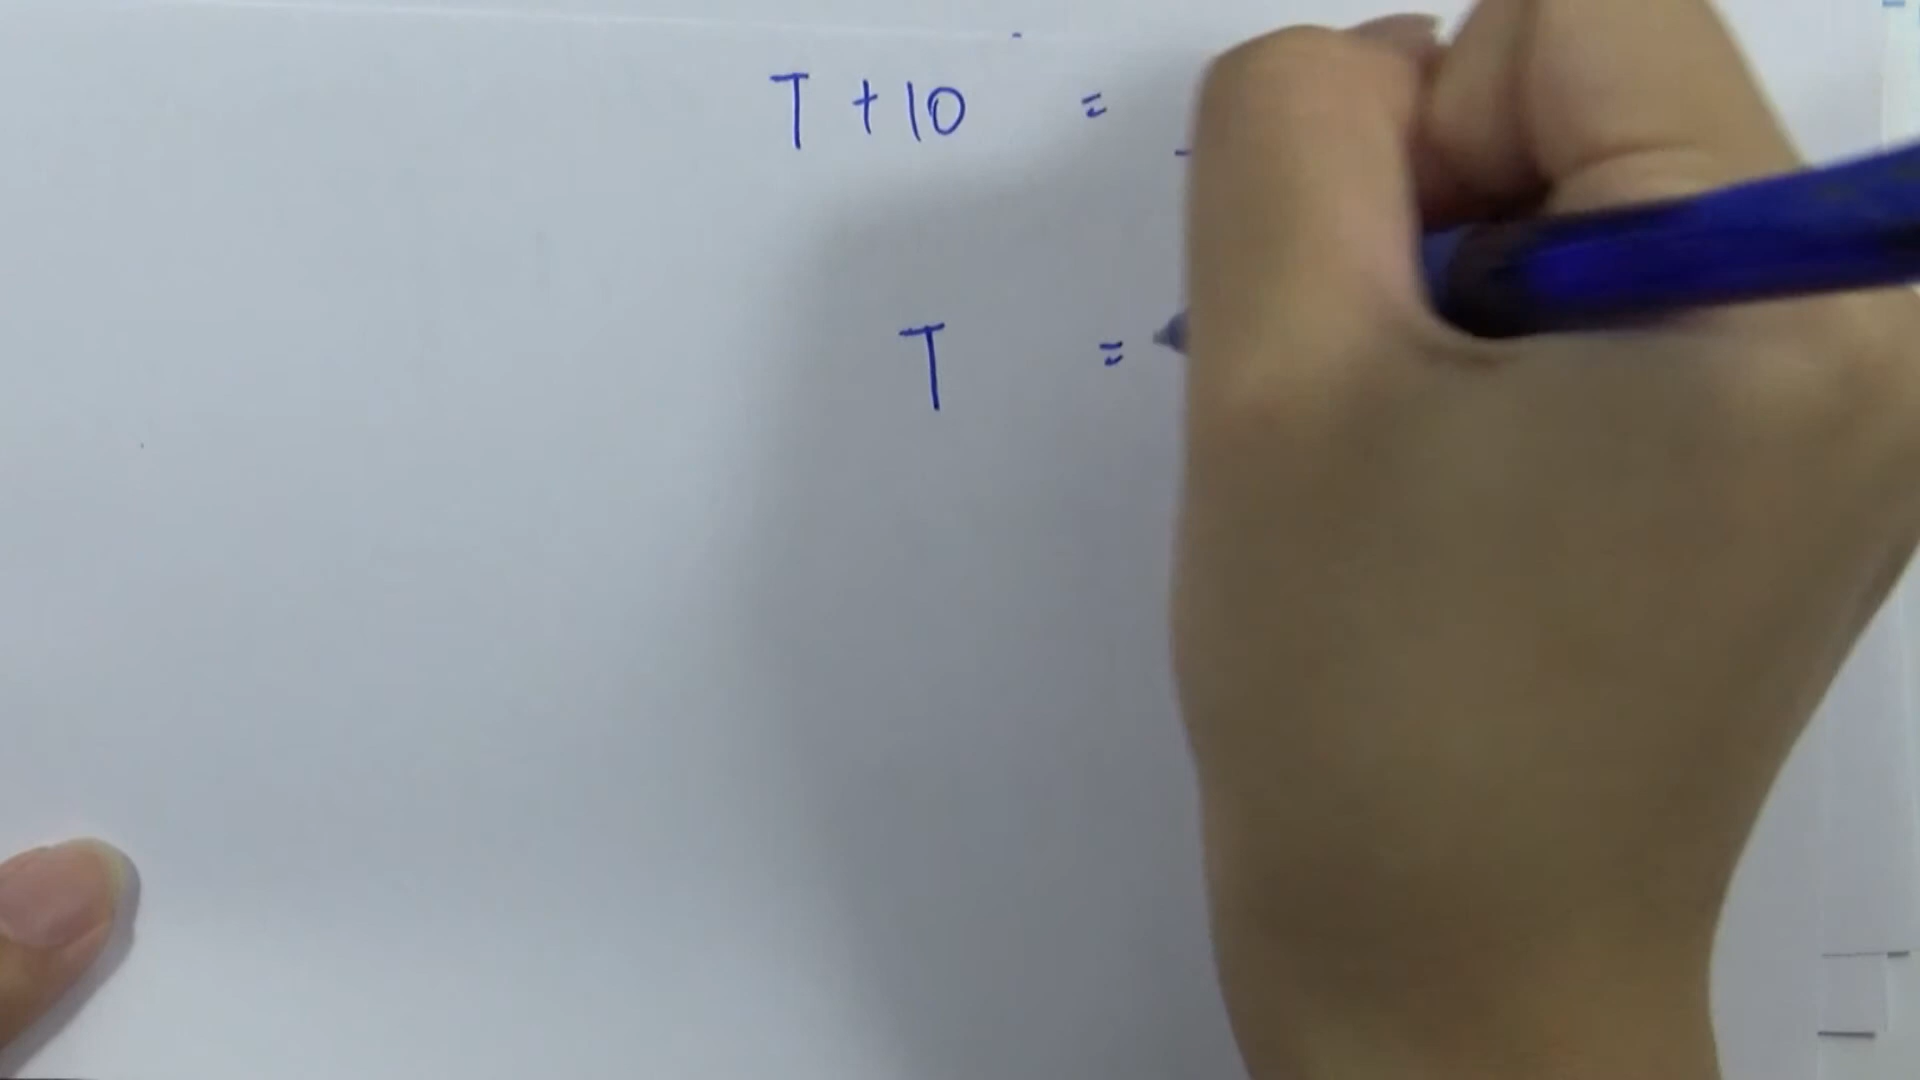 T + 10 =
T =